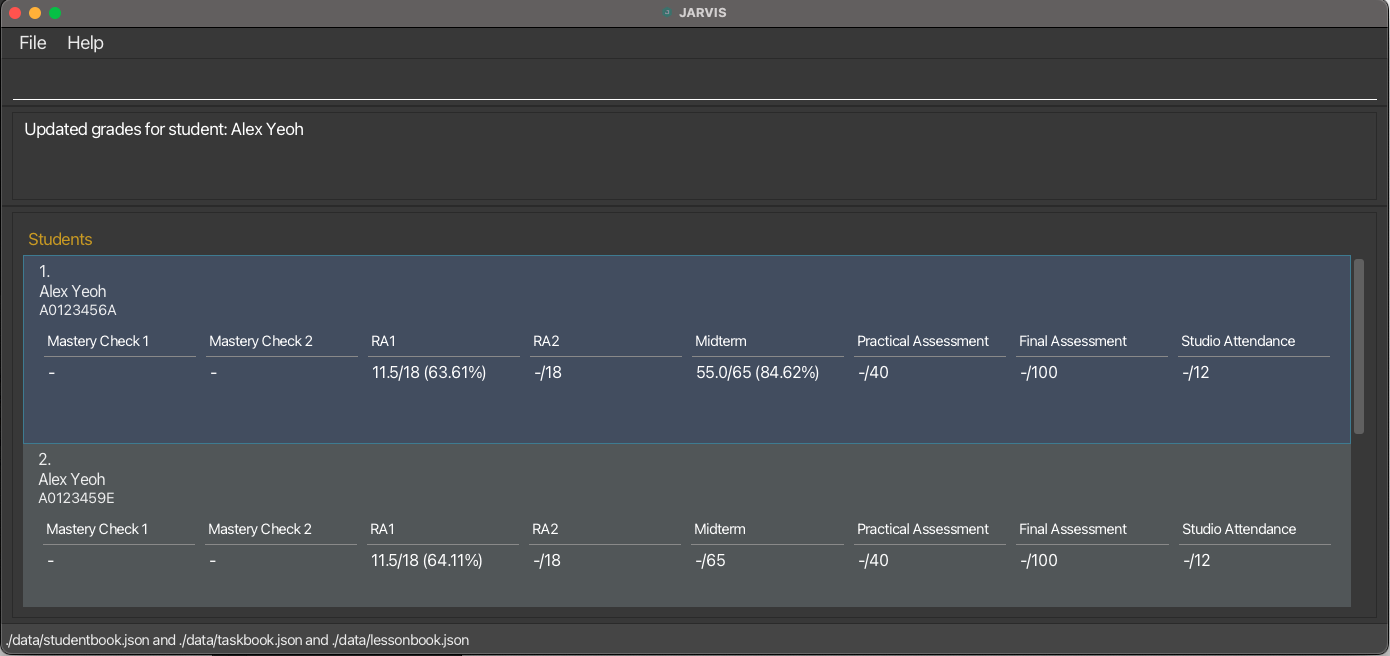 JARVIS
File Help
Updated grades for student: Alex Yeoh
Students
1.
Alex Yeoh
A0123456A
Mastery Check 1 Mastery Check 2 RA1 RA2 Midterm Practical Assessment Final Assessment Studio Attendance
- - 11.5/18 (63.61%) -/18 55.0/65 (84.62%) -/40 -/100 -/12
2.
Alex Yeoh
A0123459E
Mastery Check 1 Mastery Check 2 RA1 RA2 Midterm Practical Assessment Final Assessment Studio Attendance
- - 11.5/18 (64.11%) -/18 -/65 -/40 -/100 -/12
./data/studentbook.json and ./data/taskbook.json and ./data/lessonbook.json